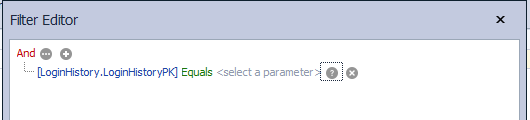 Filter Editor
And
[LoginHistory.LoginHistoryPK] Equals <select a parameter> ?